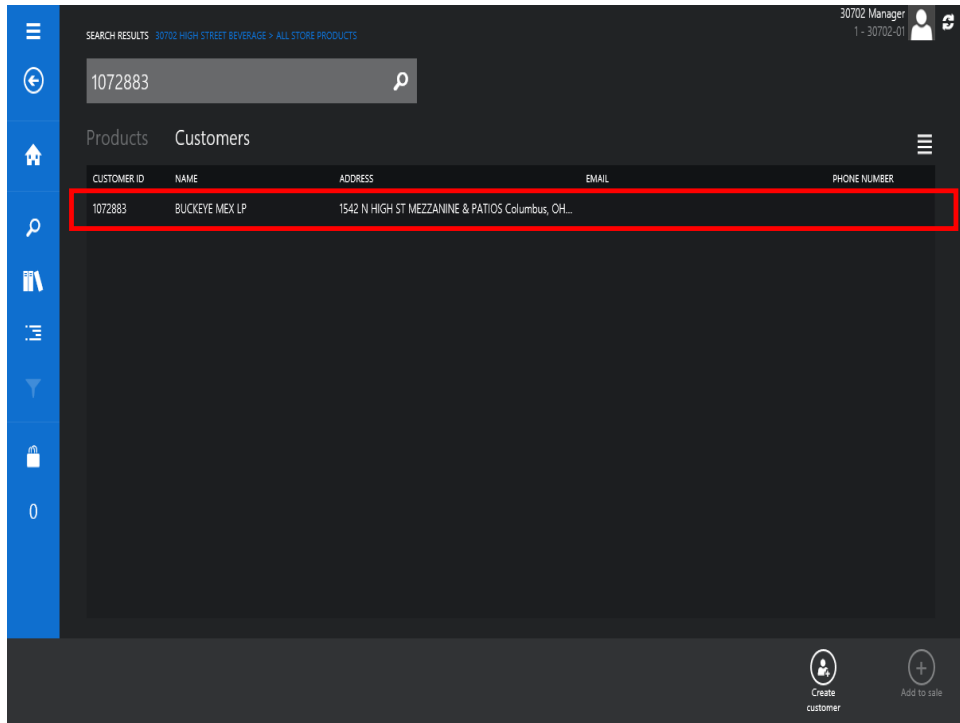 30702 Manager
1 - 30702-01
SEARCH RESULTS 30702 HIGH STREET BEVERAGE > ALL STORE PRODUCTS
1072883
Products Customers
CUSTOMER ID NAME ADDRESS EMAIL PHONE NUMBER
1072883 BUCKEYE MEX LP 1542 N HIGH ST MEZZANINE & PATIOS Columbus, OH...
0
Create
customer
Add to sale